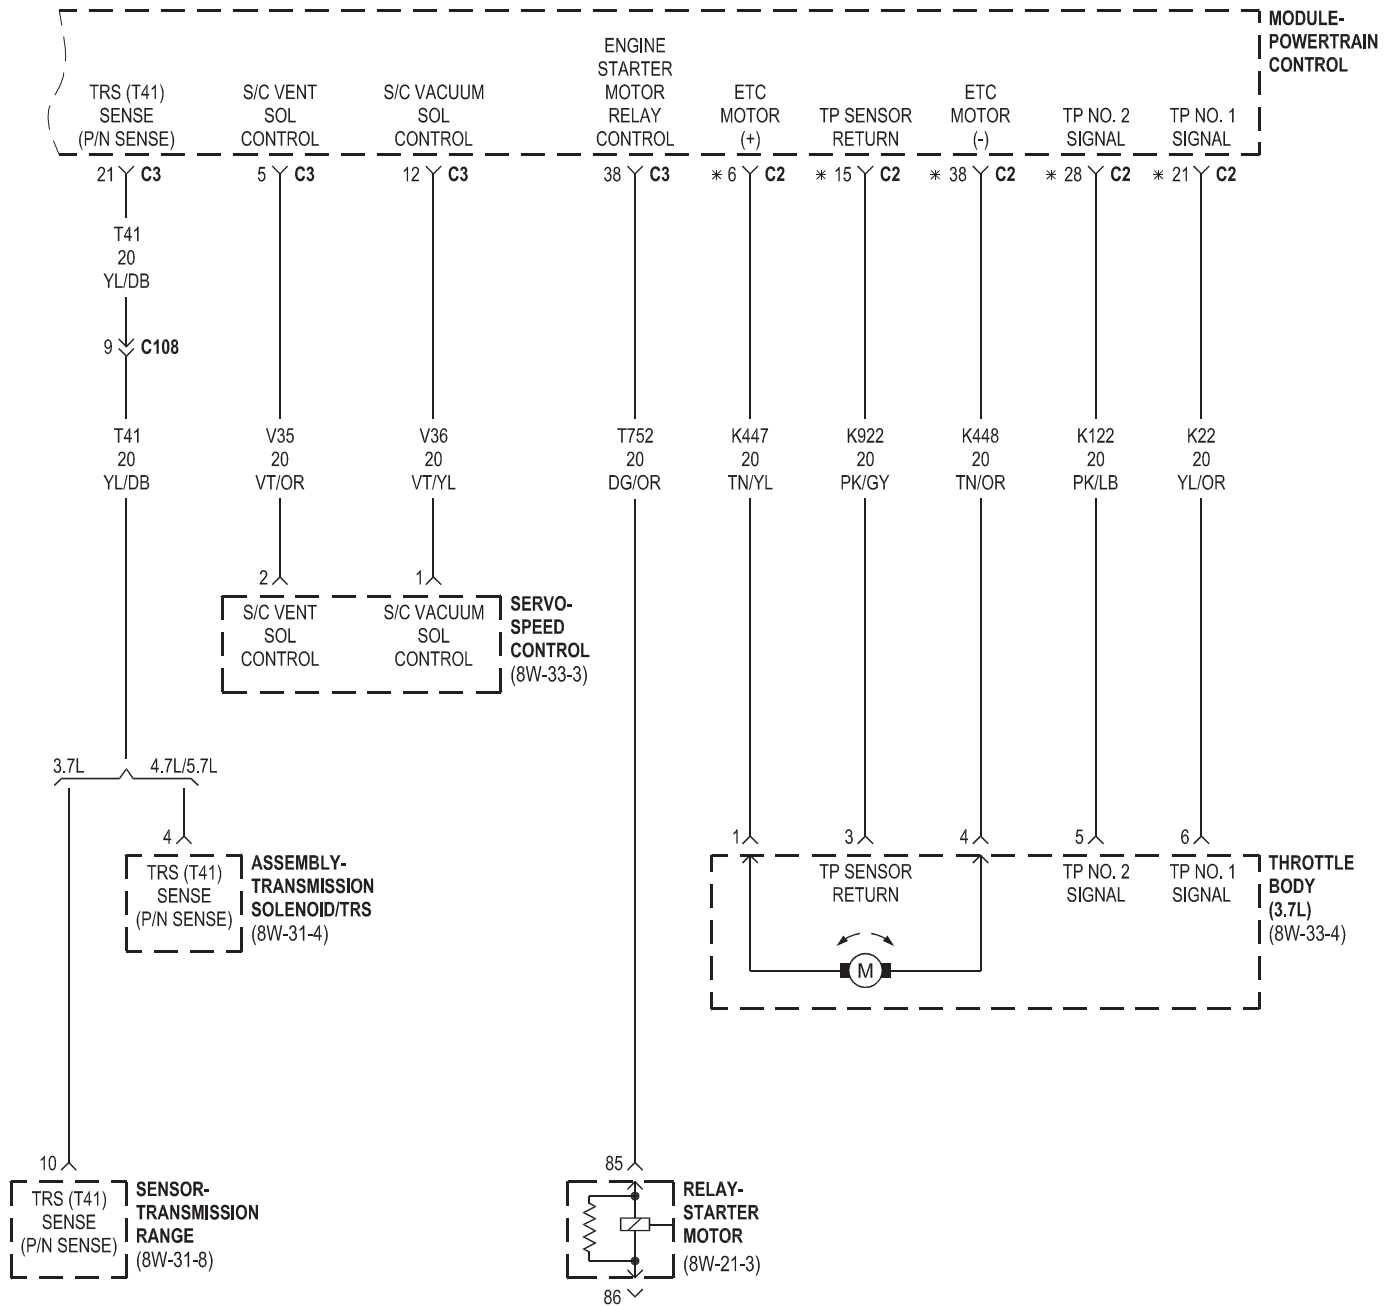 MODULE-
POWERTRAIN
CONTROL
TRS (T41)
SENSE
(P/N SENSE)
S/C VENT
SOL
CONTROL
S/C VACUUM
SOL
CONTROL
ENGINE
STARTER
MOTOR
RELAY
CONTROL
ETC
MOTOR
(+)
TP SENSOR
RETURN
ETC
MOTOR
(-)
TP NO. 2
SIGNAL
TP NO. 1
SIGNAL
21 C3
5 C3
12 C3
38 C3
* 6 C2
* 15 C2
* 38 C2
* 28 C2
* 21 C2
T41
20
YL/DB
9 C108
T41
20
YL/DB
V35
20
VT/OR
V36
20
VT/YL
T752
20
DG/OR
K447
20
TN/YL
K922
20
PK/GY
K448
20
TN/OR
K122
20
PK/LB
K22
20
YL/OR
2
1
S/C VENT
SOL
CONTROL
S/C VACUUM
SOL
CONTROL
SERVO-
SPEED
CONTROL
(8W-33-3)
3.7L
4.7L/5.7L
4
TRS (T41)
SENSE
(P/N SENSE)
ASSEMBLY-
TRANSMISSION
SOLENOID/TRS
(8W-31-4)
1
3
4
5
6
TP SENSOR
RETURN
TP NO. 2
SIGNAL
TP NO. 1
SIGNAL
M
THROTTLE
BODY
(3.7L)
(8W-33-4)
10
TRS (T41)
SENSE
(P/N SENSE)
SENSOR-
TRANSMISSION
RANGE
(8W-31-8)
85
RELAY-
STARTER
MOTOR
(8W-21-3)
86